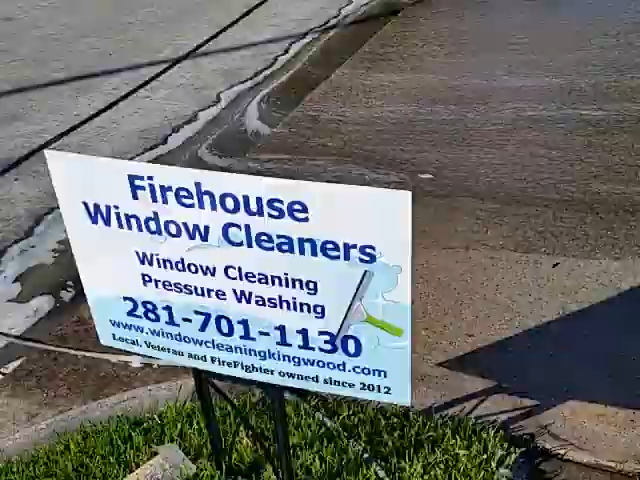 Firehouse
Window Cleaners
Window Cleaning
Pressure Washing
281-701-1130
www.windowcleaningkingwood.com
Local, Veteran and FireFighter owned since 2012